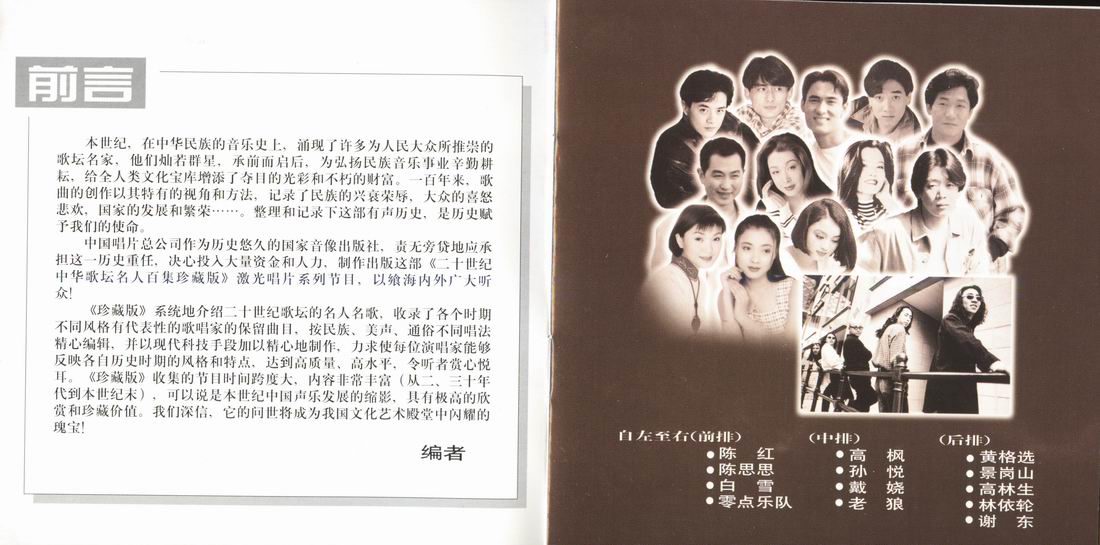 前言
本世纪，在中华民族的音乐史上，涌现了许多为人民大众所推崇的
歌坛名家，他们灿若群星，承前而启后，为弘扬民族音乐事业辛勤耕
耘，给全人类文化宝库增添了夺目的光彩和不朽的财富。一百年来，歌
曲的创作以其特有的视角和方法，记录了民族的兴衰荣辱，大众的喜怒
悲欢，国家的发展和繁荣……。整理和记录下这部有声历史，是历史赋
予我们的使命。
中国唱片总公司作为历史悠久的国家音像出版社，责无旁贷地应承
担这一历史重任，决心投入大量资金和人力，制作出版这部《二十世纪
中华歌坛名人百集珍藏版》激光唱片系列节目，以飨海内外广大听
众！
《珍藏版》系统地介绍二十世纪歌坛的名人名歌，收录了各个时期
不同风格有代表性的歌唱家的保留曲目，按民族、美声、通俗不同唱法
精心编辑，并以现代科技手段加以精心地制作，力求使每位演唱家能够
反映各自历史时期的风格和特点，达到高质量、高水平，令听者赏心悦
耳。《珍藏版》收集的节目时间跨度大，内容非常丰富（从二、三十年
代到本世纪末），可以说是本世纪中国声乐发展的缩影，具有极高的欣
赏和珍藏价值。我们深信，它的问世将成为我国文化艺术殿堂中闪耀的
瑰宝！
编者
自左至右(前排)
●陈 红
●陈思思
●白 雪
●零点乐队
(中排)
●高 枫
●孙 悦
●戴 娆
●老 狼
(后排)
●黄格选
●景岗山
●高林生
●林依轮
●谢 东